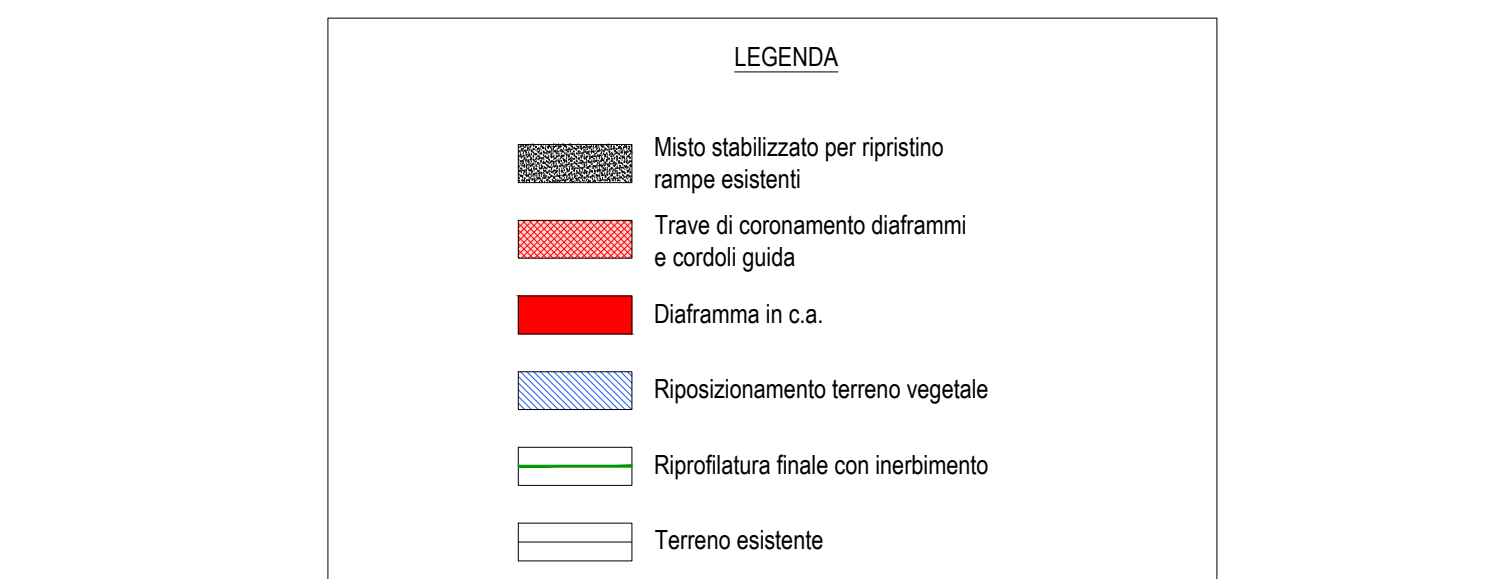 LEGENDA
Misto stabilizzato per ripristino
rampe esistenti
Trave di coronamento diaframmi
e cordoli guida
Diaframma in c.a.
Riposizionamento terreno vegetale
Riprofilatura finale con inerbimento
Terreno esistente